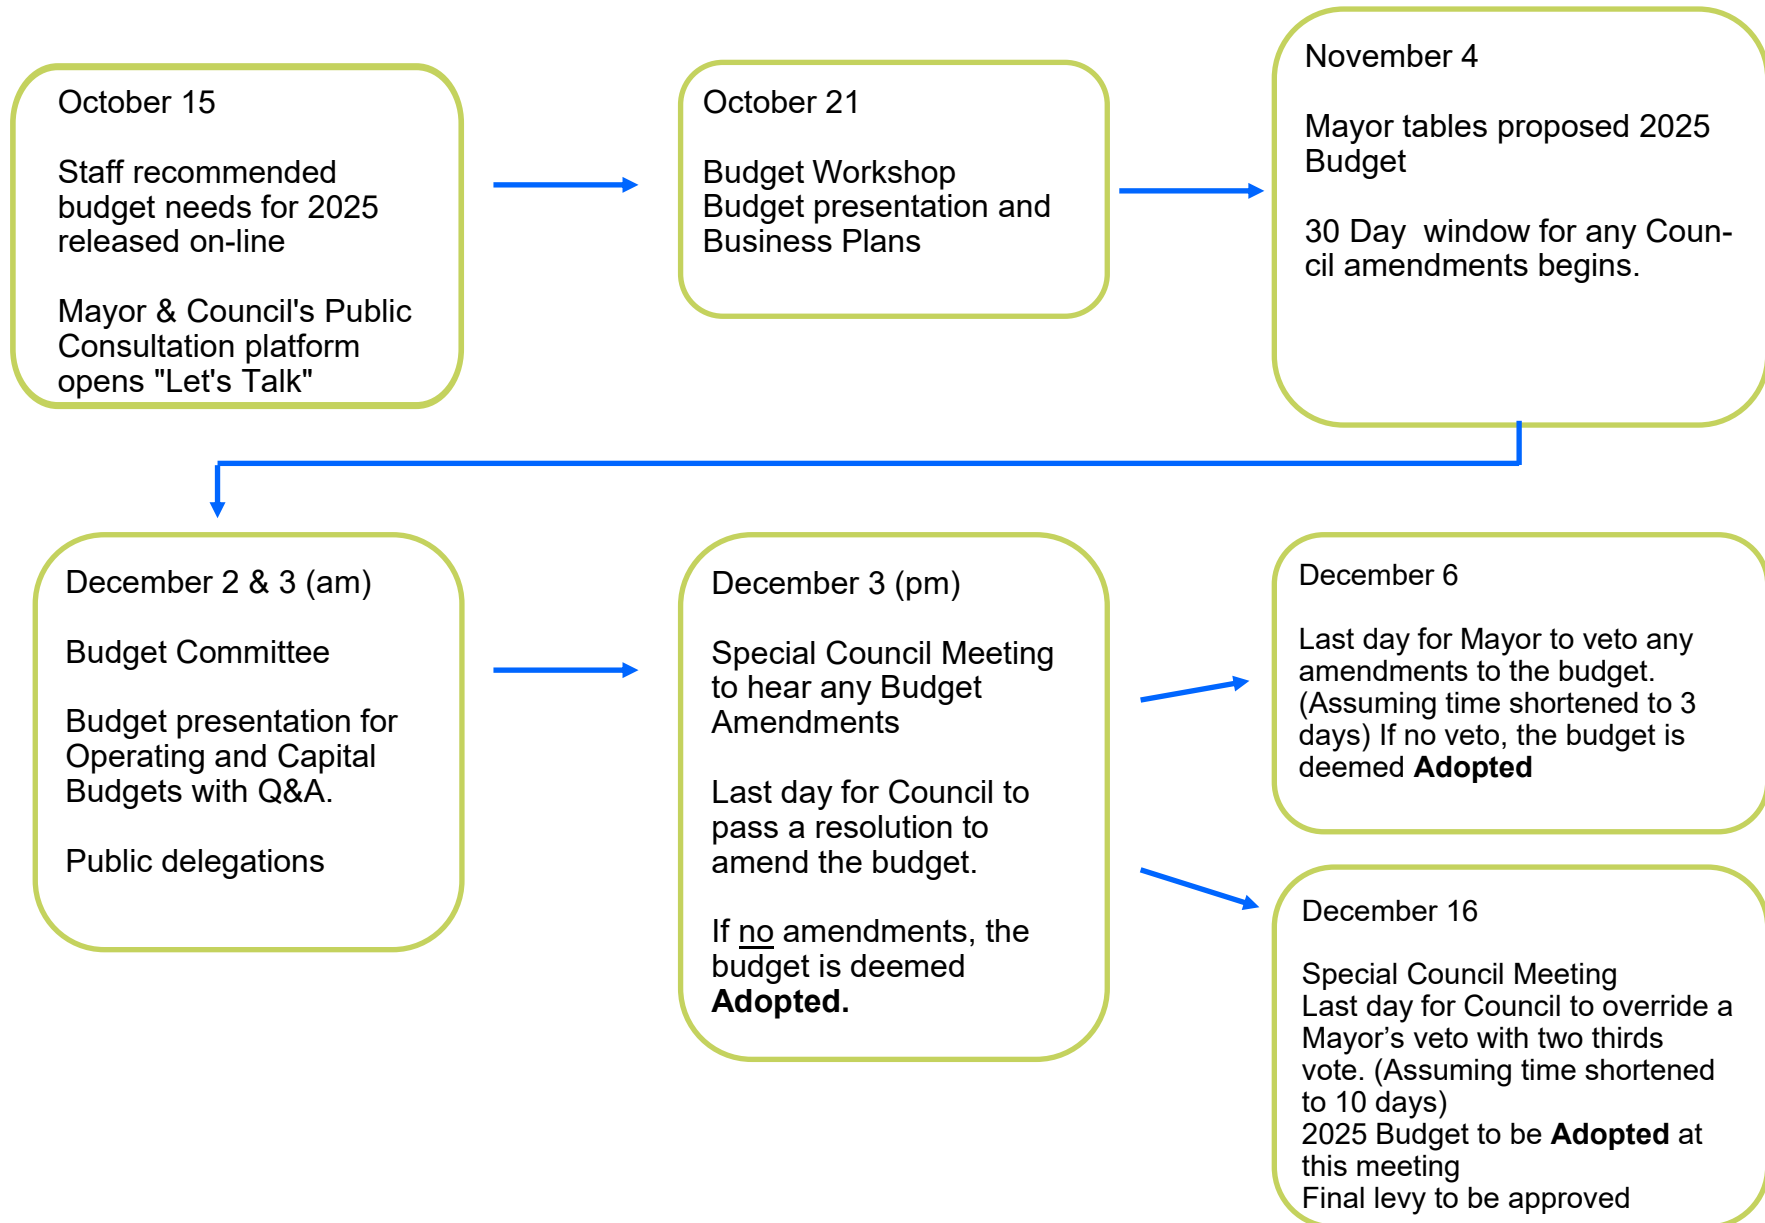 October 15
Staff recommended
budget needs for 2025
released on-line
Mayor & Council's Public
Consultation platform
opens "Let's Talk"
October 21
Budget Workshop
Budget presentation and
Business Plans
November 4
Mayor tables proposed 2025
Budget
30 Day  window for any Coun-
cil amendments begins.
December 2 & 3 (am)
Budget Committee
Budget presentation for
Operating and Capital
Budgets with Q&A.
Public delegations
December 3 (pm)
Special Council Meeting
to hear any Budget
Amendments
Last day for Council to
pass a resolution to
amend the budget.
If no amendments, the
budget is deemed
Adopted.
December 6
Last day for Mayor to veto any
amendments to the budget.
(Assuming time shortened to 3
days) If no veto, the budget is
deemed Adopted
December 16
Special Council Meeting
Last day for Council to override a
Mayor’s veto with two thirds
vote. (Assuming time shortened
to 10 days)
2025 Budget to be Adopted at
this meeting
Final levy to be approved